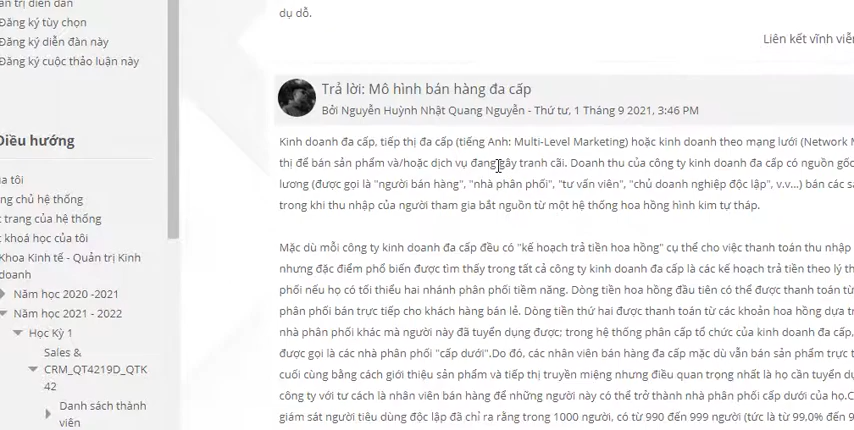 ản trị diễn đàn
Đăng ký tùy chọn
Đăng ký diễn đàn này
Đăng ký cuộc thảo luận này
Điều hướng
ủa tôi
ng chủ hệ thống
c trang của hệ thống
c khoá học của tôi
Khoa Kinh tế - Quản trị Kinh
doanh
Năm học 2020 -2021
Năm học 2021 - 2022
Học Kỳ 1
Sales &
CRM_QT4219D_QTK
42
Danh sách thành
viên
dụ dỗ.
Liên kết vĩnh viễ
Trả lời: Mô hình bán hàng đa cấp
Bởi Nguyễn Huỳnh Nhật Quang Nguyễn - Thứ tư, 1 Tháng 9 2021, 3:46 PM
Kinh doanh đa cấp, tiếp thị đa cấp (tiếng Anh: Multi-Level Marketing) hoặc kinh doanh theo mạng lưới (Network M
thị để bán sản phẩm và/hoặc dịch vụ đang gây tranh cãi. Doanh thu của công ty kinh doanh đa cấp có nguồn gốc
lương (được gọi là "người bán hàng", "nhà phân phối", "tư vấn viên", "chủ doanh nghiệp độc lập", v.v...) bán các sả
trong khi thu nhập của người tham gia bắt nguồn từ một hệ thống hoa hồng hình kim tự tháp.
Mặc dù mỗi công ty kinh doanh đa cấp đều có "kế hoạch trả tiền hoa hồng" cụ thể cho việc thanh toán thu nhập
nhưng đặc điểm phổ biến được tìm thấy trong tất cả công ty kinh doanh đa cấp là các kế hoạch trả tiền theo lý th
phối nếu họ có tối thiểu hai nhánh phân phối tiềm năng. Dòng tiền hoa hồng đầu tiên có thể được thanh toán từ
phân phối bán trực tiếp cho khách hàng bán lẻ. Dòng tiền thứ hai được thanh toán từ các khoản hoa hồng dựa tr
nhà phân phối khác mà người này đã tuyển dụng được; trong hệ thống phân cấp tổ chức của kinh doanh đa cấp,
được gọi là các nhà phân phối "cấp dưới".Do đó, các nhân viên bán hàng đa cấp mặc dù vẫn bán sản phẩm trực t
cuối cùng bằng cách giới thiệu sản phẩm và tiếp thị truyền miệng nhưng điều quan trọng nhất là họ cần tuyển dụ
công ty với tư cách là nhân viên bán hàng để những người này có thể trở thành nhà phân phối cấp dưới của họ.C
giám sát người tiêu dùng độc lập đã chỉ ra rằng trong 1000 người, có từ 990 đến 999 người (tức là từ 99,0% đến 9